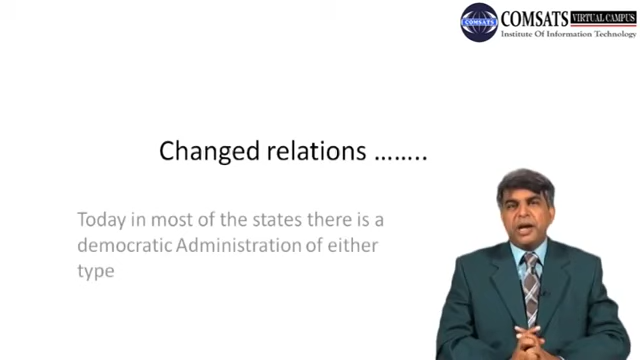 COMSATS VIRTUAL CAMPUS
Institute Of Information Technology
COMSATS
Changed relations ……..
Today in most of the states there is a
democratic Administration of either
type